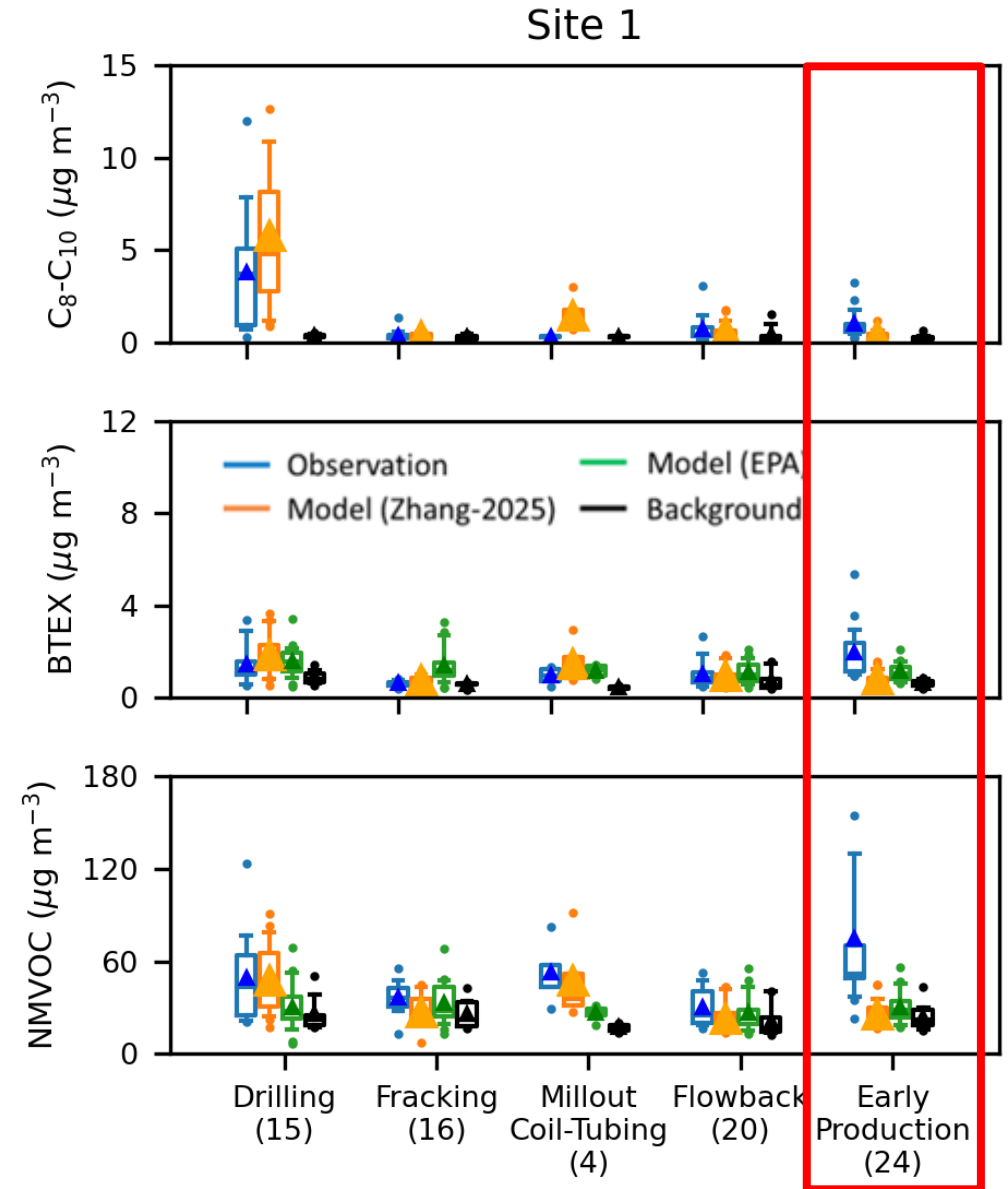 Site 1
C₈-C₁₀ (μg m⁻³)
15
10
5
0
BTEX (μg m⁻³)
12
8
4
0
Observation
Model (Zhang-2025)
Model (EPA)
Background
NMVOC (μg m⁻³)
180
120
60
0
Drilling
(15)
Fracking
(16)
Millout
Coil-Tubing
(4)
Flowback
(20)
Early
Production
(24)